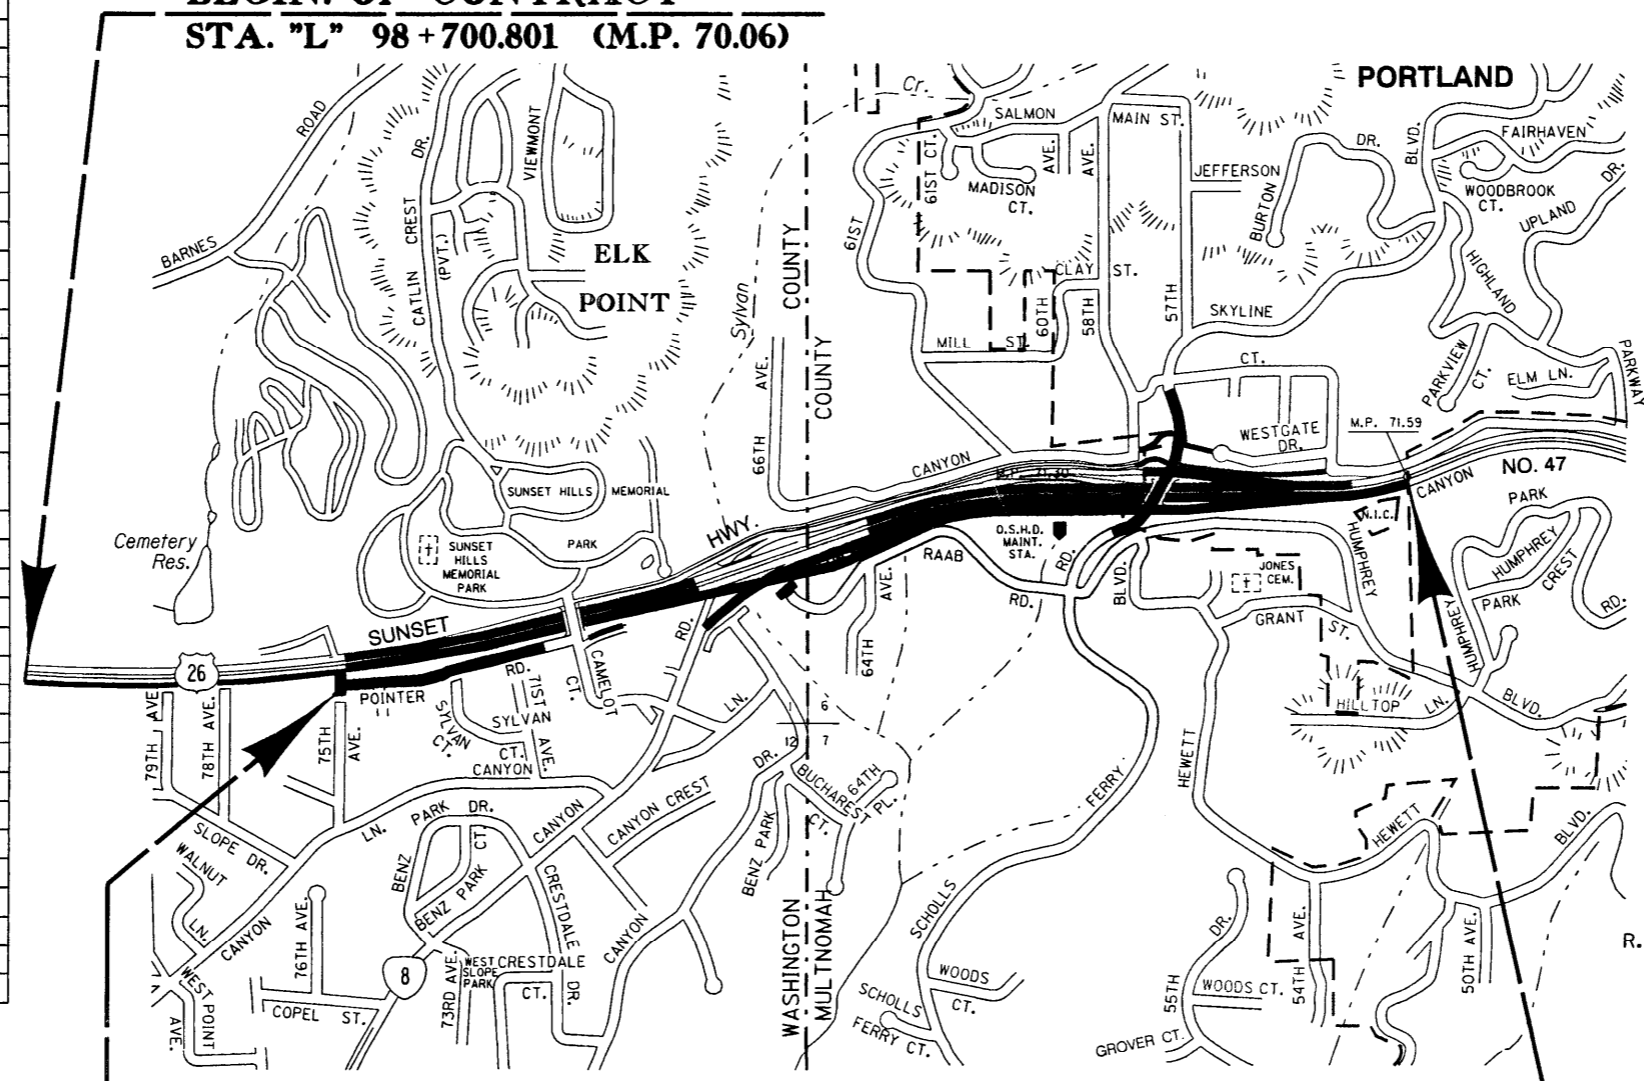 BEGIN. OF CONTRACT
STA. "L" 98+700.801 (M.P. 70.06)
PORTLAND
Cr.
SALMON
MAIN ST.
FAIRHAVEN
ROAD
DR.
VIEWMONT
61ST CT.
AVE.
AVE.
DR.
BLVD.
MADISON
CT.
JEFFERSON
WOODBROOK
CT.
DR.
BARNES
CATLIN CREST
(PVT.)
ELK
POINT
COUNTY
COUNTY
61ST
BURTON
UPLAND
HIGHLAND
CLAY ST.
Sylvan
60TH
58TH
57TH
SKYLINE
MILL ST.
CT.
PARKVIEW
CT.
ELM LN.
PARKWAY
66TH AVE.
WESTGATE
DR.
M.P. 71.59
CANYON
M.P. 71.30
CANYON
NO. 47
SUNSET HILLS MEMORIAL
PARK
HWY.
N.I.C.
PARK
Cemetery
Res.
SUNSET
HILLS
MEMORIAL
PARK
PARK
O.S.H.D.
MAINT.
STA.
RAAB
RD.
RD.
BLVD.
JONES
CEM.
HUMPHREY
HUMPHREY
CREST
PARK
RD.
SUNSET
26
RD.
AVE.
64TH
GRANT ST.
HUMPHREY
POINTER
RD.
71ST
AVE.
CAMELOT
CT.
79TH AVE
78TH AVE.
75TH
AVE.
SYLVAN
CT.
SYLVAN
CT.
LN.
1 6
12 7
HILLTOP LN.
BLVD.
CANYON
DR.
BUCHAREST
CT.
64TH
PL.
HEWETT
FERRY
SLOPE DR.
LN.
PARK DR.
CANYON
CANYON CREST
HEWETT
BLVD.
WALNUT
LN.
BENZ
CT.
BENZ PARK
CRESTDALE
DR.
BENZ PARK
CANYON
76TH AVE.
CANYON
8
73RD AVE.
WEST
SLOPE
PARK
CRESTDALE
CT.
WASHINGTON
MULTNOMAH
SCHOLLS
DR.
AVE.
54TH
50TH AVE.
R.
WEST POINT
AVE.
COPEL ST.
SCHOLLS
FERRY CT.
WOODS
CT.
55TH
WOODS CT.
GROVER CT.